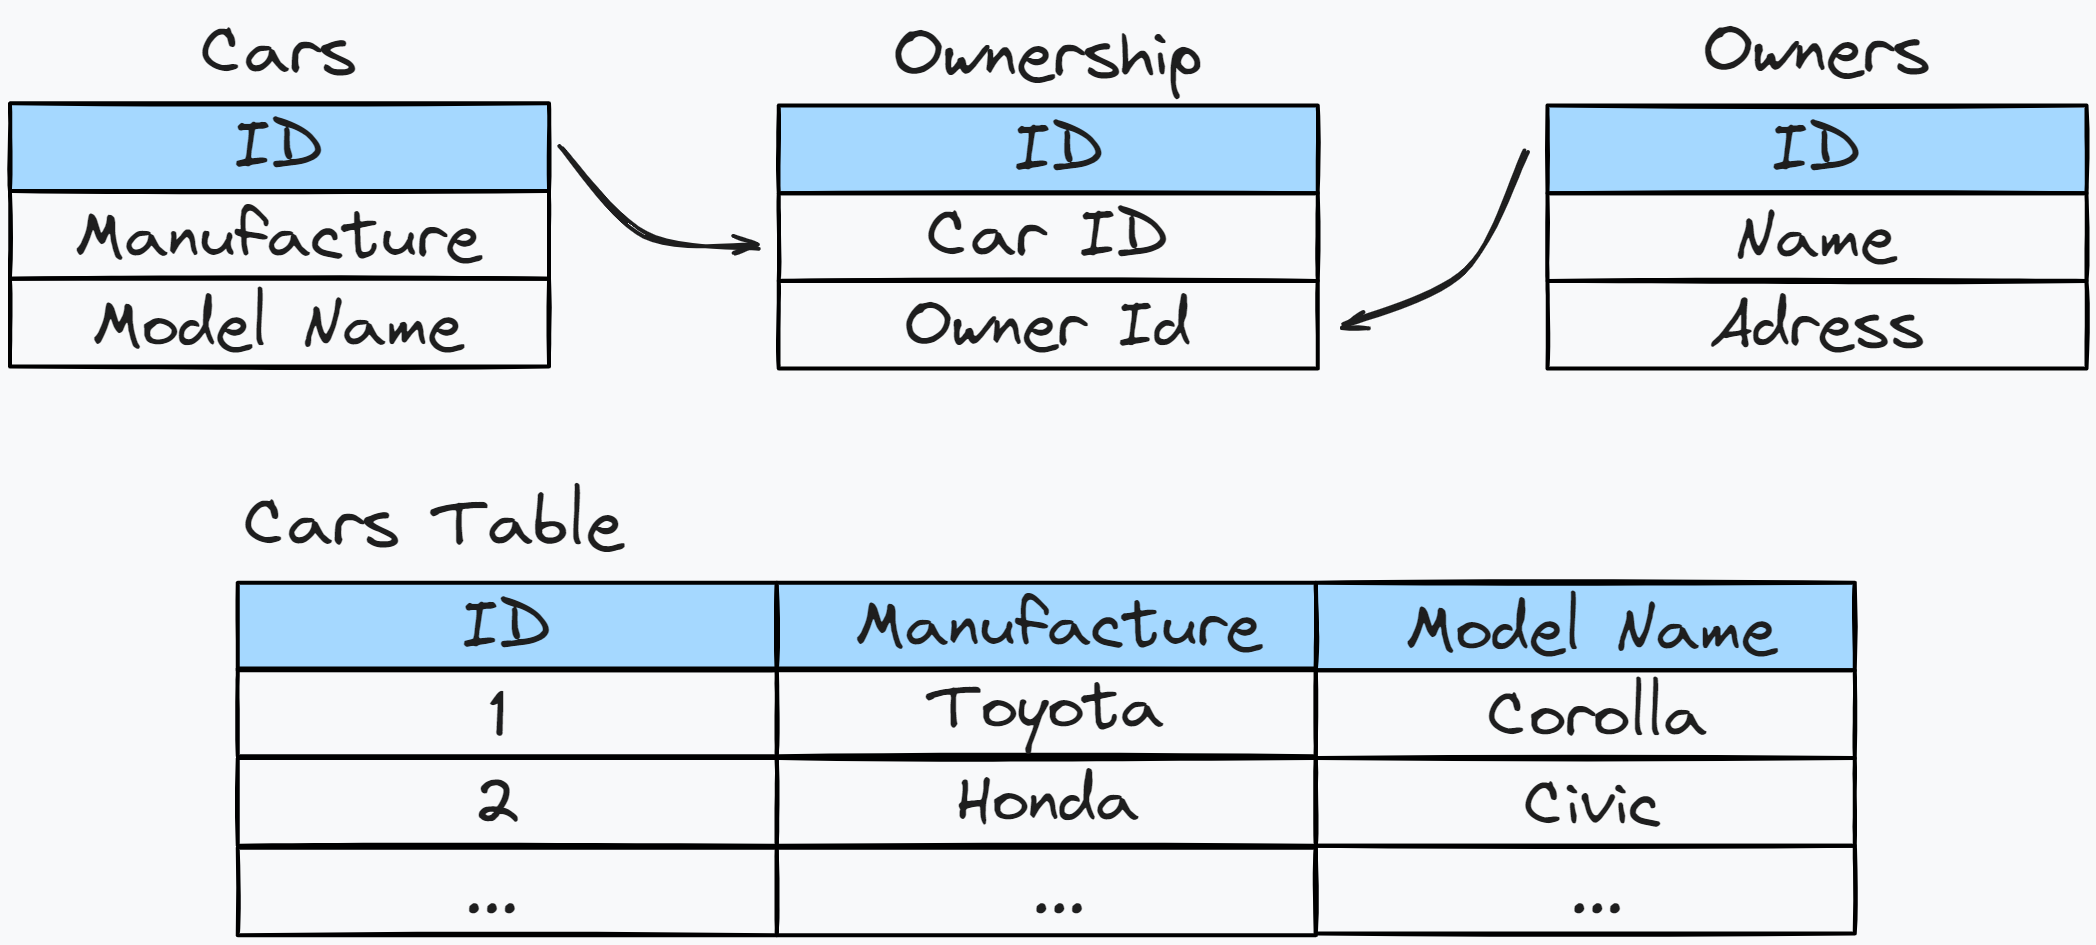 Cars
ID
Manufacture
Model Name
Ownership
ID
Car ID
Owner Id
Owners
ID
Name
Adress
Cars Table
ID Manufacture Model Name
1 Toyota Corolla
2 Honda Civic
... ... ...